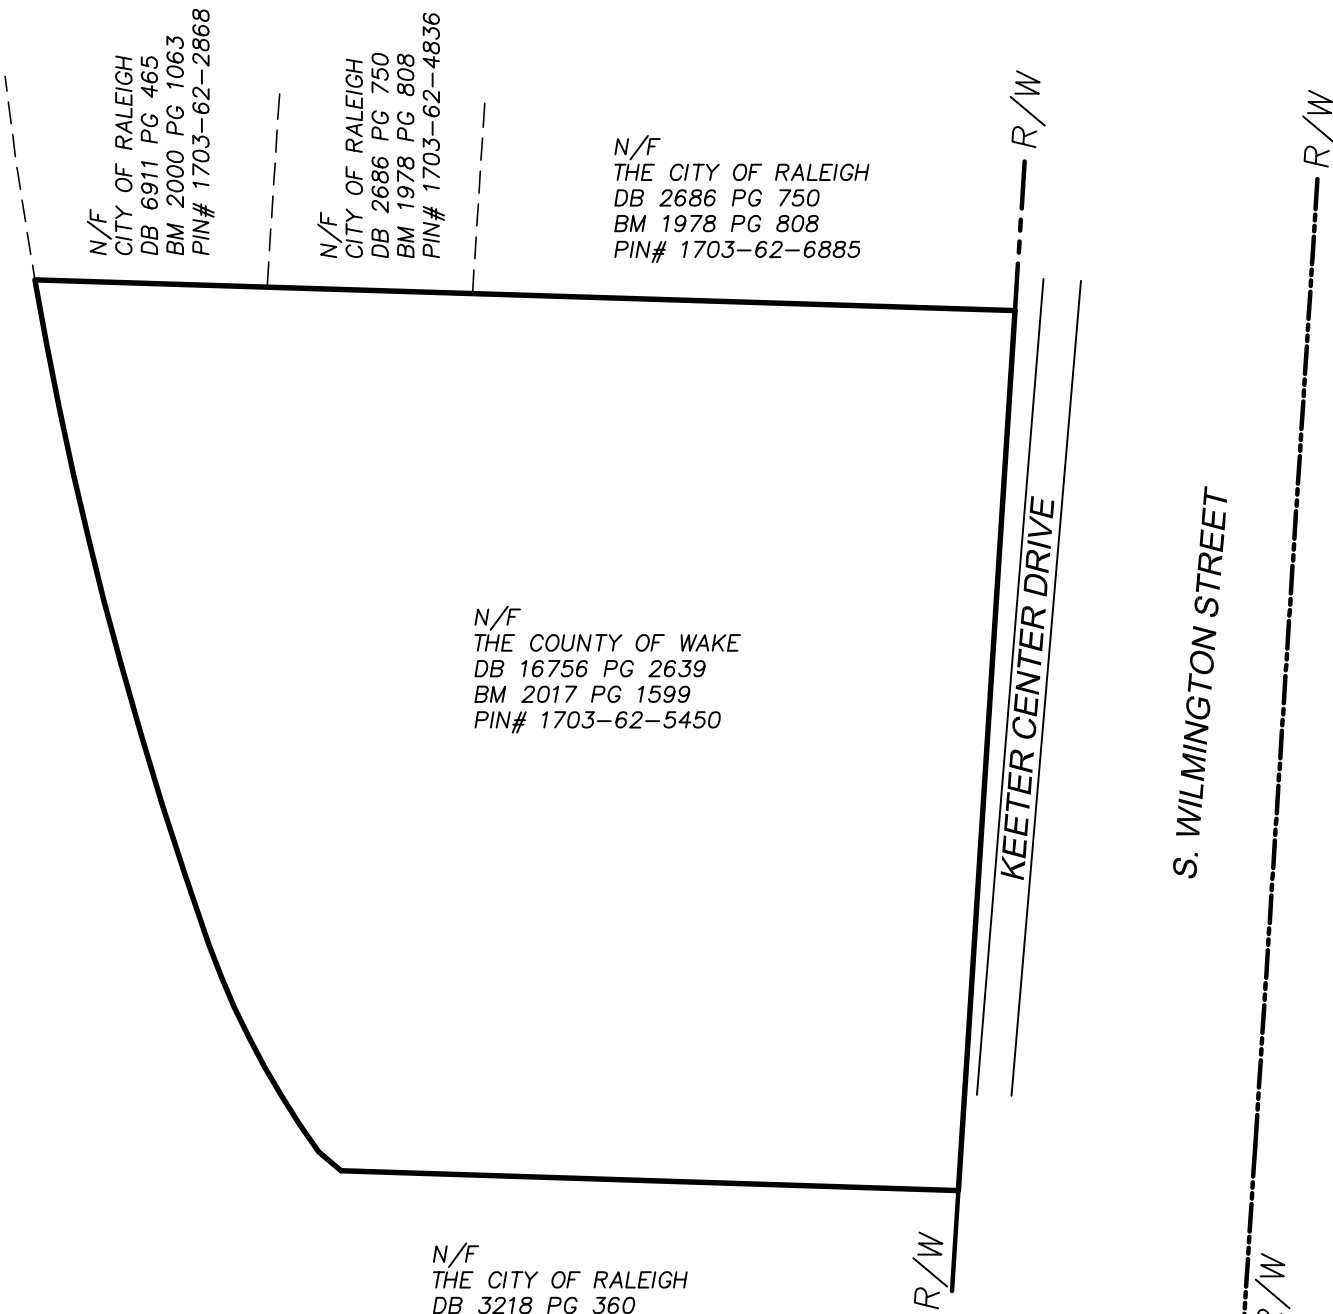 N/F
CITY OF RALEIGH
DB 6911 PG 465
BM 2000 PG 1063
PIN# 1703-62-2868
N/F
CITY OF RALEIGH
DB 2686 PG 750
BM 1978 PG 808
PIN# 1703-62-4836
N/F
THE CITY OF RALEIGH
DB 2686 PG 750
BM 1978 PG 808
PIN# 1703-62-6885
R/W
R/W
N/F
THE COUNTY OF WAKE
DB 16756 PG 2639
BM 2017 PG 1599
PIN# 1703-62-5450
KEETER CENTER DRIVE
S. WILMINGTON STREET
N/F
THE CITY OF RALEIGH
DB 3218 PG 360
R/W
R/W